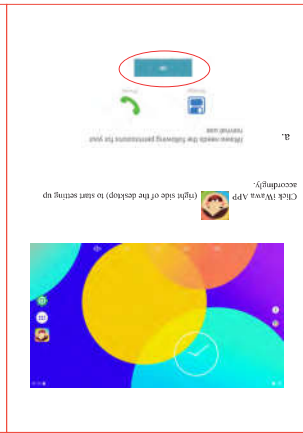 Click iWaWa APP (right side of the desktop) to start setting up
accordingly.
a.
iWawa needs the following permissions for your
normal use